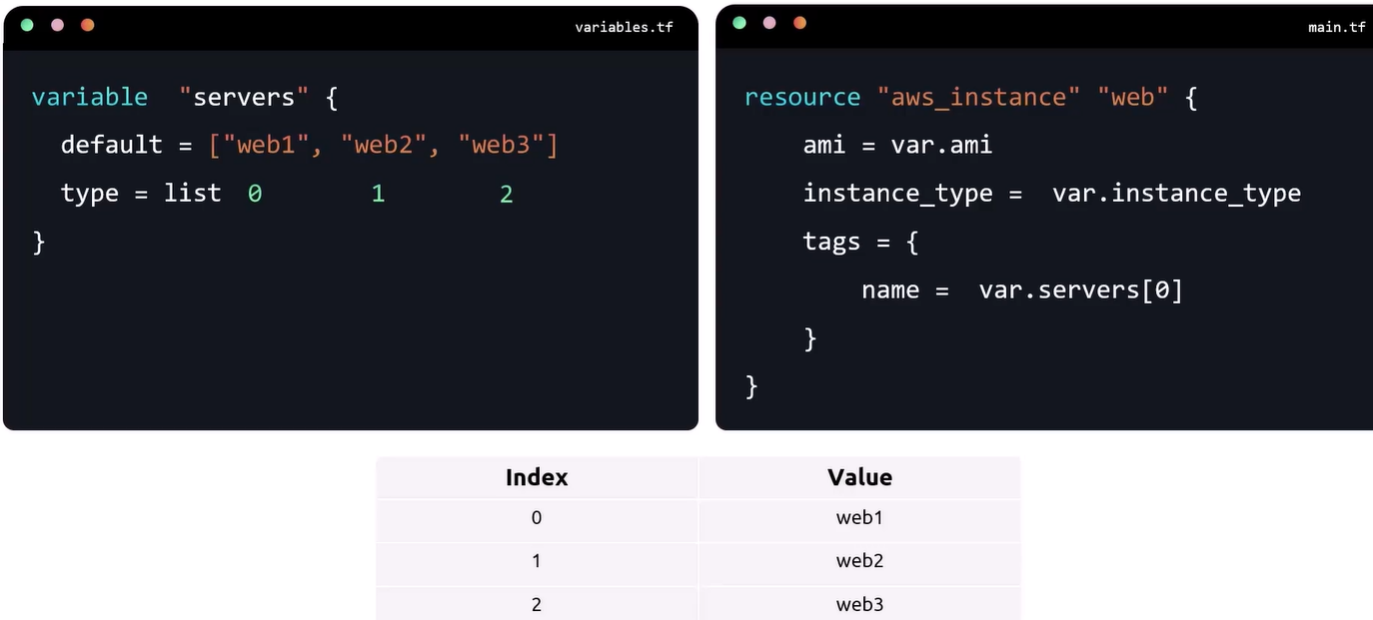 variables.tf
variable "servers" {
default = ["web1", "web2", "web3"]
type = list 0 1 2
}
main.tf
resource "aws_instance" "web" {
ami = var.ami
instance_type = var.instance_type
tags = {
name = var.servers[0]
}
}
Index Value
0 web1
1 web2
2 web3